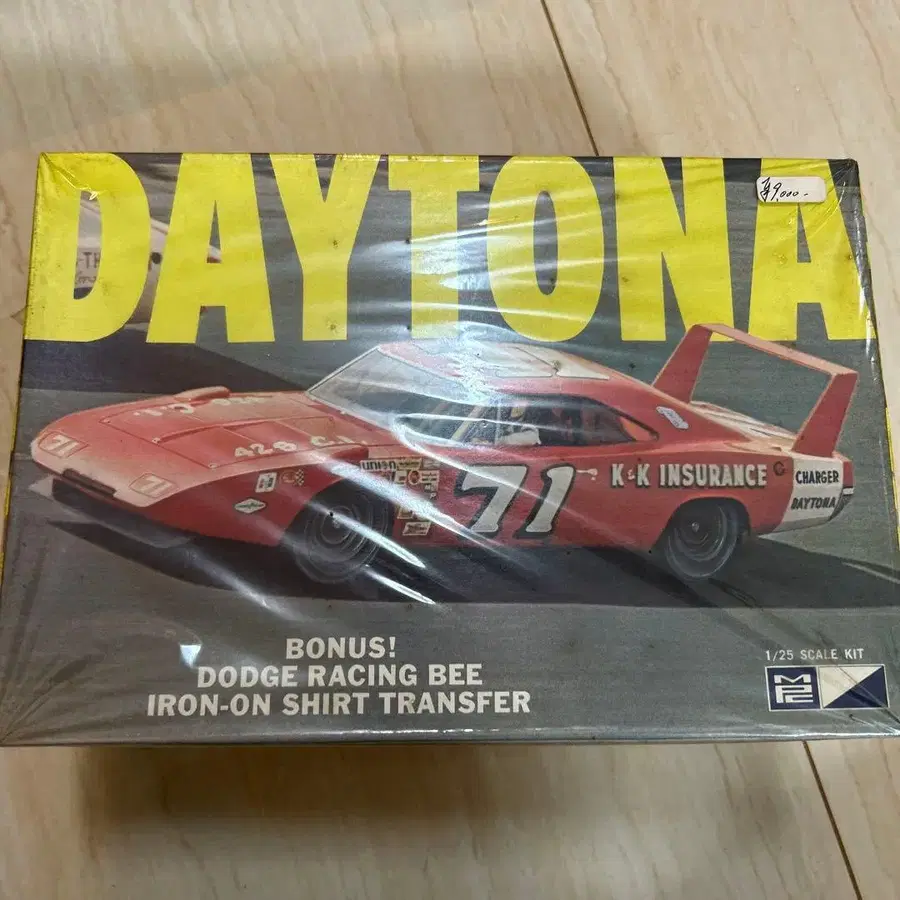 DAYTONA
¥9,000-
71
71
426 C.I.
union
71
K&K INSURANCE
CHARGER
DAYTONA
BONUS!
DODGE RACING BEE
IRON-ON SHIRT TRANSFER
1/25 SCALE KIT
MPC